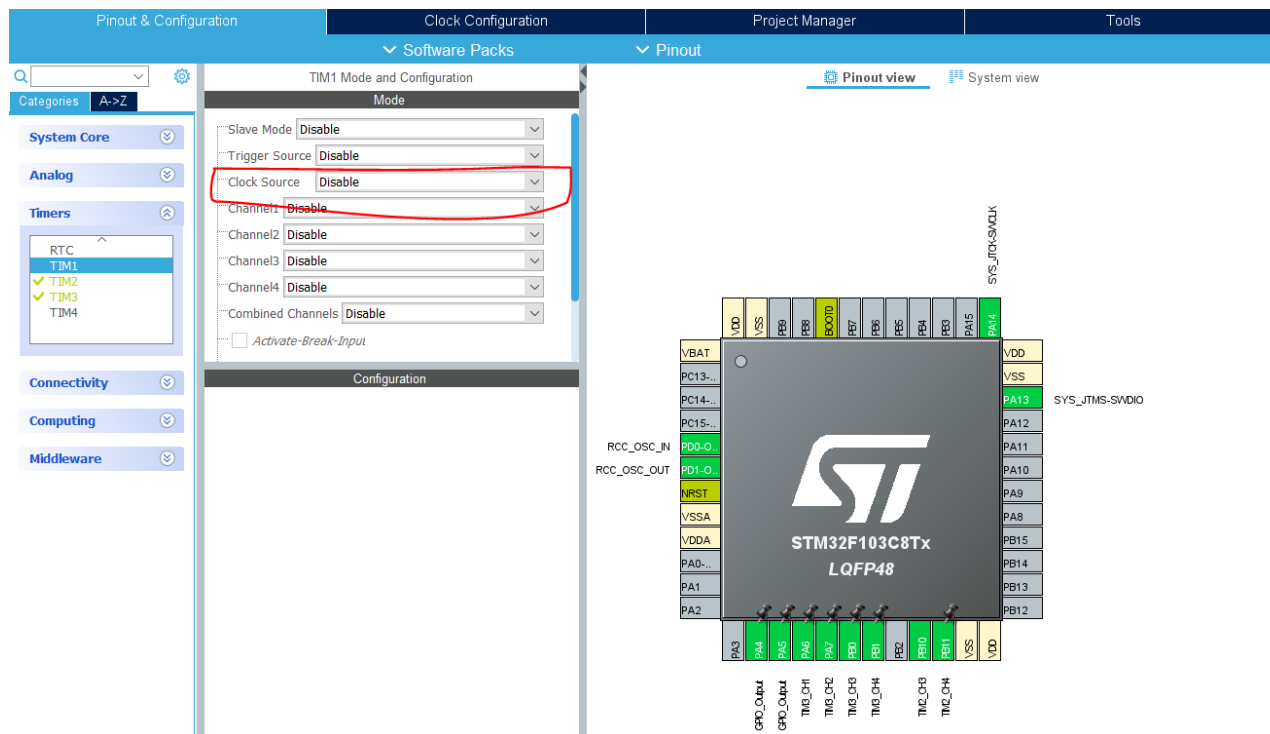 Pinout & Configuration
Clock Configuration
Project Manager
Tools
Software Packs
Pinout
Categories
A->Z
System Core
Analog
Timers
RTC
TIM1
TIM2
TIM3
TIM4
Connectivity
Computing
Middleware
TIM1 Mode and Configuration
Mode
Slave Mode Disable
Trigger Source Disable
Clock Source Disable
Channel1 Disable
Channel2 Disable
Channel3 Disable
Channel4 Disable
Combined Channels Disable
Activate-Break-Input
Configuration
Pinout view
System view
SYS_JTCK-SWCLK
VDD
VSS
PB9
PB8
BOOT0
PB7
PB6
PB5
PB4
PB3
PA15
PA14
VBAT
PC13-..
PC14-..
PC15-..
RCC_OSC_IN PD0-O..
RCC_OSC_OUT PD1-O..
NRST
VSSA
VDDA
PA0-..
PA1
PA2
ST
STM32F103C8Tx
LQFP48
VDD
VSS
PA13 SYS_JTMS-SWDIO
PA12
PA11
PA10
PA9
PA8
PB15
PB14
PB13
PB12
PA3
PA4
PA5
PA6
PA7
PB0
PB1
PB2
PB10
PB11
VSS
VDD
GPIO_Output
GPIO_Output
TIM3_CH1
TIM3_CH2
TIM3_CH3
TIM3_CH4
TIM2_CH3
TIM2_CH4